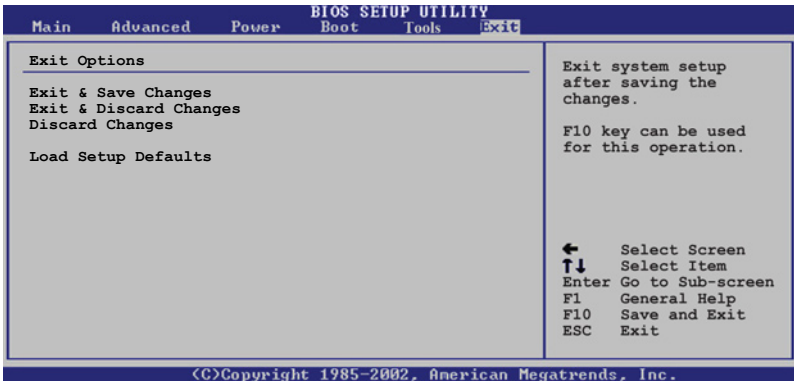 BIOS SETUP UTILITY
Main Advanced Power Boot Tools Exit
Exit Options
Exit & Save Changes
Exit & Discard Changes
Discard Changes
Load Setup Defaults
Exit system setup
after saving the
changes.
F10 key can be used
for this operation.
← Select Screen
↑↓ Select Item
Enter Go to Sub-screen
F1 General Help
F10 Save and Exit
ESC Exit
(C)Copyright 1985-2002, American Megatrends, Inc.